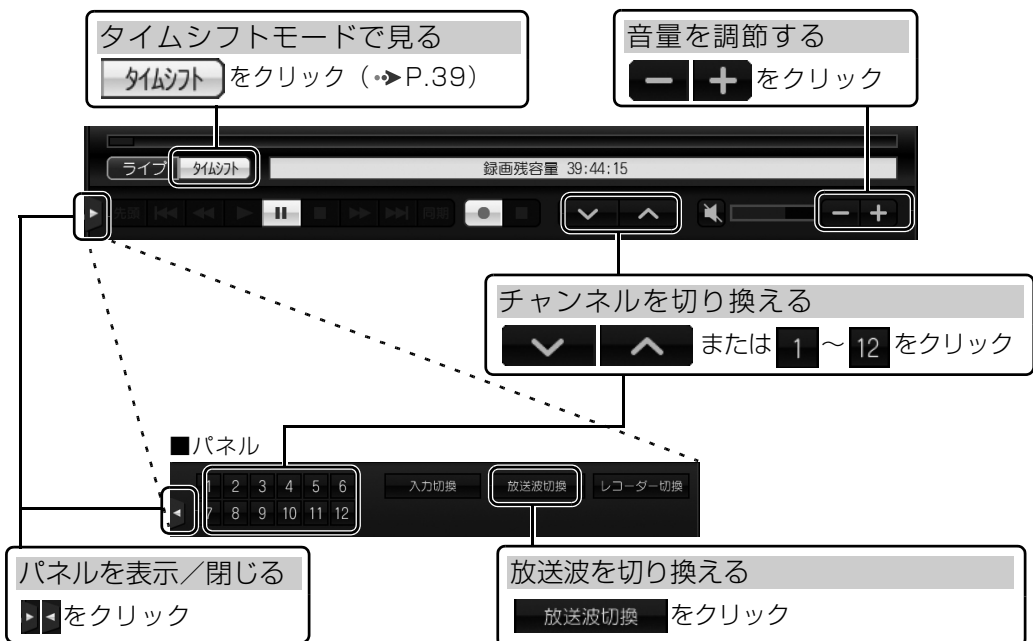 タイムシフトモードで見る
タイムシフト をクリック（P.39）
音量を調節する
− + をクリック
ライブ タイムシフト 録画残容量 39:44:15
先頭 同期
チャンネルを切り換える
または 1 〜 12 をクリック
■パネル
1 2 3 4 5 6 入力切換 放送波切換 レコーダー切換
7 8 9 10 11 12
パネルを表示／閉じる
をクリック
放送波を切り換える
放送波切換 をクリック